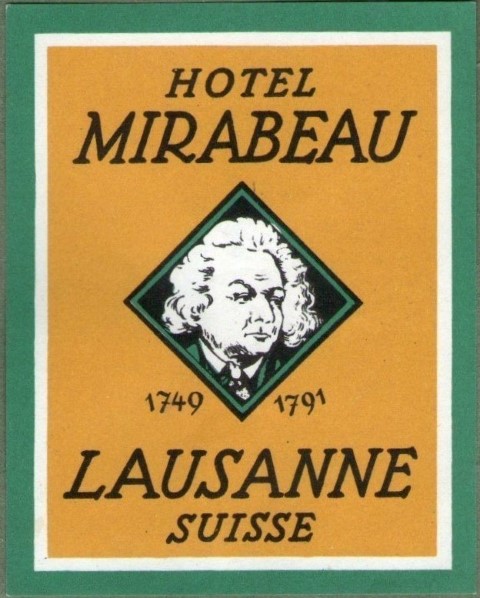 HOTEL
MIRABEAU
1749 1791
LAUSANNE
SUISSE